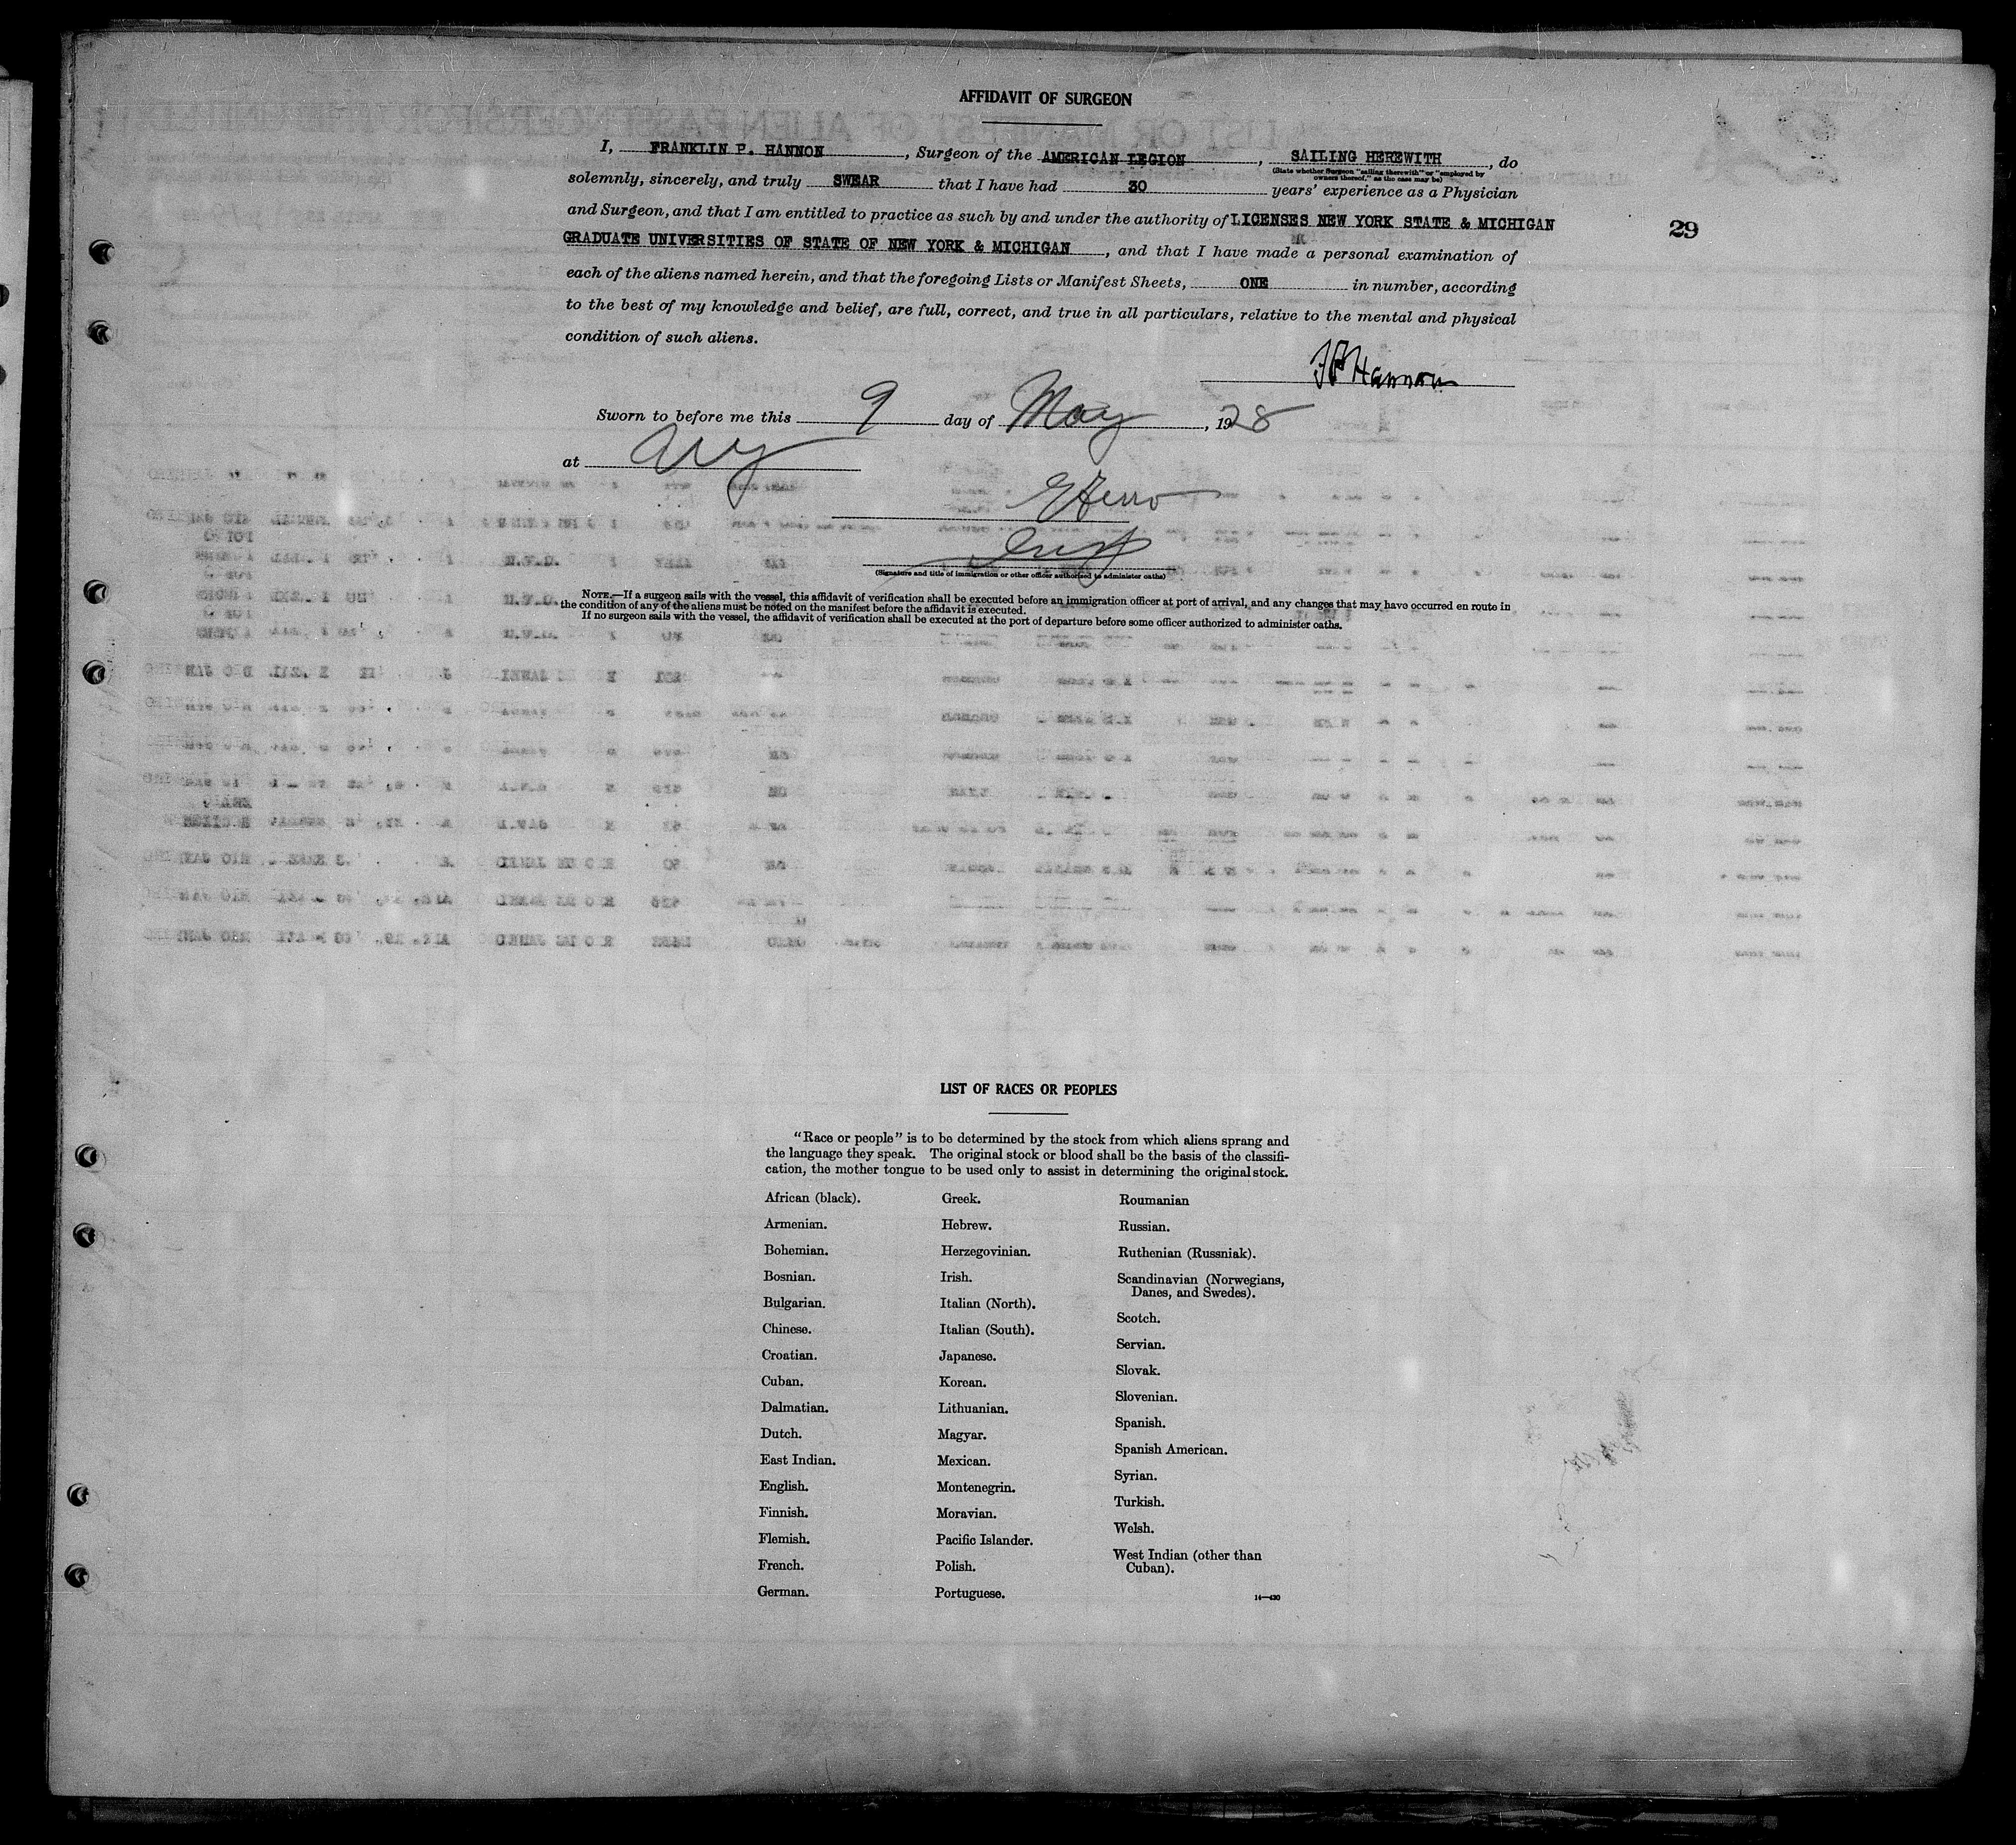 AFFIDAVIT OF SURGEON
I, FRANKLIN P. HANNON, Surgeon of the AMERICAN LEGION, SAILING HEREWITH, do
(State whether Surgeon "sailing therewith" or "employed by
owners thereof," as the case may be)
solemnly, sincerely, and truly SWEAR that I have had 30 years' experience as a Physician
and Surgeon, and that I am entitled to practice as such by and under the authority of LICENSES NEW YORK STATE & MICHIGAN
29
GRADUATE UNIVERSITIES OF STATE OF NEW YORK & MICHIGAN, and that I have made a personal examination of
each of the aliens named herein, and that the foregoing Lists or Manifest Sheets, ONE in number, according
to the best of my knowledge and belief, are full, correct, and true in all particulars, relative to the mental and physical
condition of such aliens.
F P Hannon
Sworn to before me this 9 day of May, 1928
at NY
Insp
(Signature and title of immigration or other officer authorized to administer oaths)
NOTE.—If a surgeon sails with the vessel, this affidavit of verification shall be executed before an immigration officer at port of arrival, and any changes that may have occurred en route in
the condition of any of the aliens must be noted on the manifest before the affidavit is executed.
If no surgeon sails with the vessel, the affidavit of verification shall be executed at the port of departure before some officer authorized to administer oaths.
LIST OF RACES OR PEOPLES
"Race or people" is to be determined by the stock from which aliens sprang and
the language they speak. The original stock or blood shall be the basis of the classifi-
cation, the mother tongue to be used only to assist in determining the original stock.
African (black).
Armenian.
Bohemian.
Bosnian.
Bulgarian.
Chinese.
Croatian.
Cuban.
Dalmatian.
Dutch.
East Indian.
English.
Finnish.
Flemish.
French.
German.
Greek.
Hebrew.
Herzegovinian.
Irish.
Italian (North).
Italian (South).
Japanese.
Korean.
Lithuanian.
Magyar.
Mexican.
Montenegrin.
Moravian.
Pacific Islander.
Polish.
Portuguese.
Roumanian
Russian.
Ruthenian (Russniak).
Scandinavian (Norwegians,
Danes, and Swedes).
Scotch.
Servian.
Slovak.
Slovenian.
Spanish.
Spanish American.
Syrian.
Turkish.
Welsh.
West Indian (other than
Cuban).
14—430